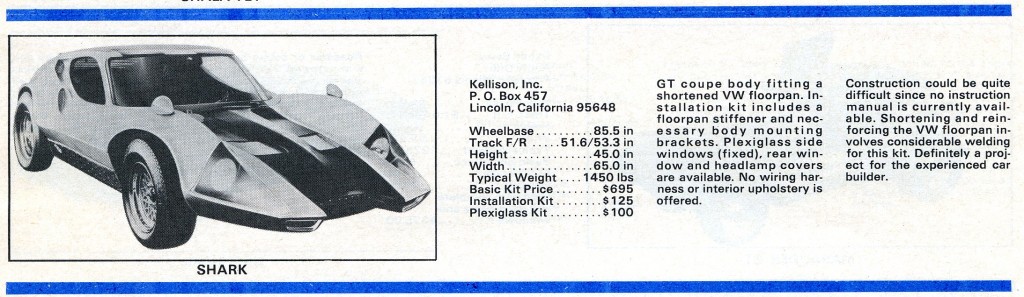 Kellison, Inc.
P. O. Box 457
Lincoln, California 95648
Wheelbase..........85.5 in
Track F/R .....51.6/53.3 in
Height ...............45.0 in
Width................65.0 in
Typical Weight ....1450 lbs
Basic Kit Price ........$695
Installation Kit ........$125
Plexiglass Kit .........$100
GT coupe body fitting a
shortened VW floorpan. In-
stallation kit includes a
floorpan stiffener and nec-
essary body mounting
brackets. Plexiglass side
windows (fixed), rear win-
dow and headlamp covers
are available. No wiring har-
ness or interior upholstery is
offered.
Construction could be quite
difficult since no instruction
manual is currently avail-
able. Shortening and rein-
forcing the VW floorpan in-
volves considerable welding
for this kit. Definitely a proj-
ect for the experienced car
builder.
SHARK